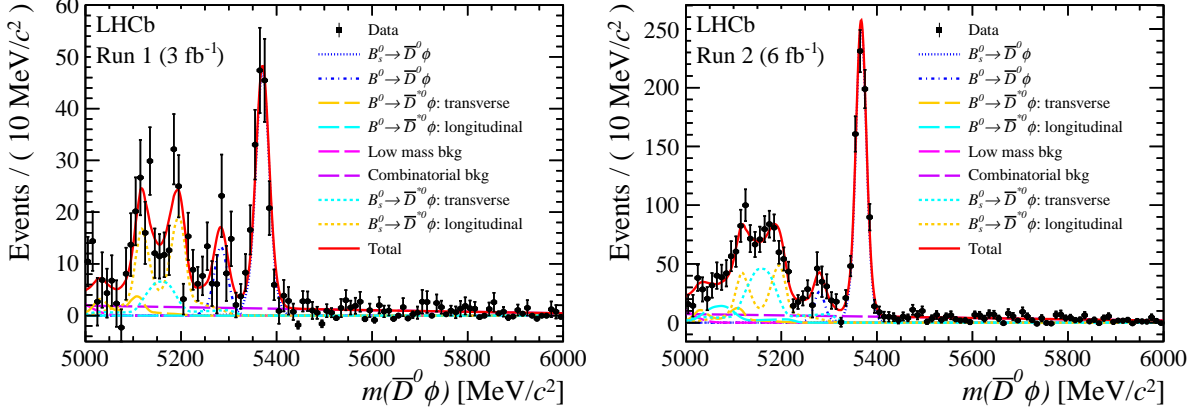 LHCb
Run 1 (3 fb⁻¹)
Data
B⁰ₛ → D̅⁰ϕ
B⁰ → D̅⁰ϕ
B⁰ → D̅*⁰ϕ: transverse
B⁰ → D̅*⁰ϕ: longitudinal
Low mass bkg
Combinatorial bkg
B⁰ₛ → D̅*⁰ϕ: transverse
B⁰ₛ → D̅*⁰ϕ: longitudinal
Total
Events / ( 10 MeV/c²)
60
50
40
30
20
10
0
5000 5200 5400 5600 5800 6000
m(D̅⁰ϕ) [MeV/c²]
LHCb
Run 2 (6 fb⁻¹)
Data
B⁰ₛ → D̅⁰ϕ
B⁰ → D̅⁰ϕ
B⁰ → D̅*⁰ϕ: transverse
B⁰ → D̅*⁰ϕ: longitudinal
Low mass bkg
Combinatorial bkg
B⁰ₛ → D̅*⁰ϕ: transverse
B⁰ₛ → D̅*⁰ϕ: longitudinal
Total
Events / ( 10 MeV/c²)
250
200
150
100
50
0
5000 5200 5400 5600 5800 6000
m(D̅⁰ϕ) [MeV/c²]